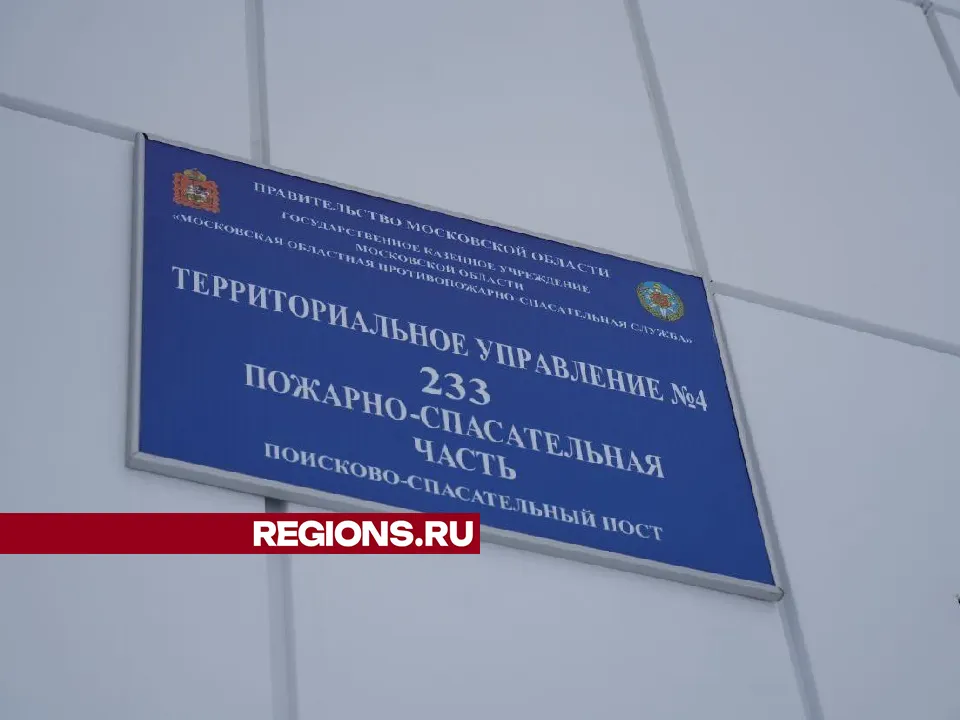 ПРАВИТЕЛЬСТВО МОСКОВСКОЙ ОБЛАСТИ
ГОСУДАРСТВЕННОЕ КАЗЕННОЕ УЧРЕЖДЕНИЕ
МОСКОВСКОЙ ОБЛАСТИ
«МОСКОВСКАЯ ОБЛАСТНАЯ ПРОТИВОПОЖАРНО-СПАСАТЕЛЬНАЯ СЛУЖБА»
ТЕРРИТОРИАЛЬНОЕ УПРАВЛЕНИЕ №4
233
ПОЖАРНО-СПАСАТЕЛЬНАЯ
ЧАСТЬ
ПОИСКОВО-СПАСАТЕЛЬНЫЙ ПОСТ
REGIONS.RU